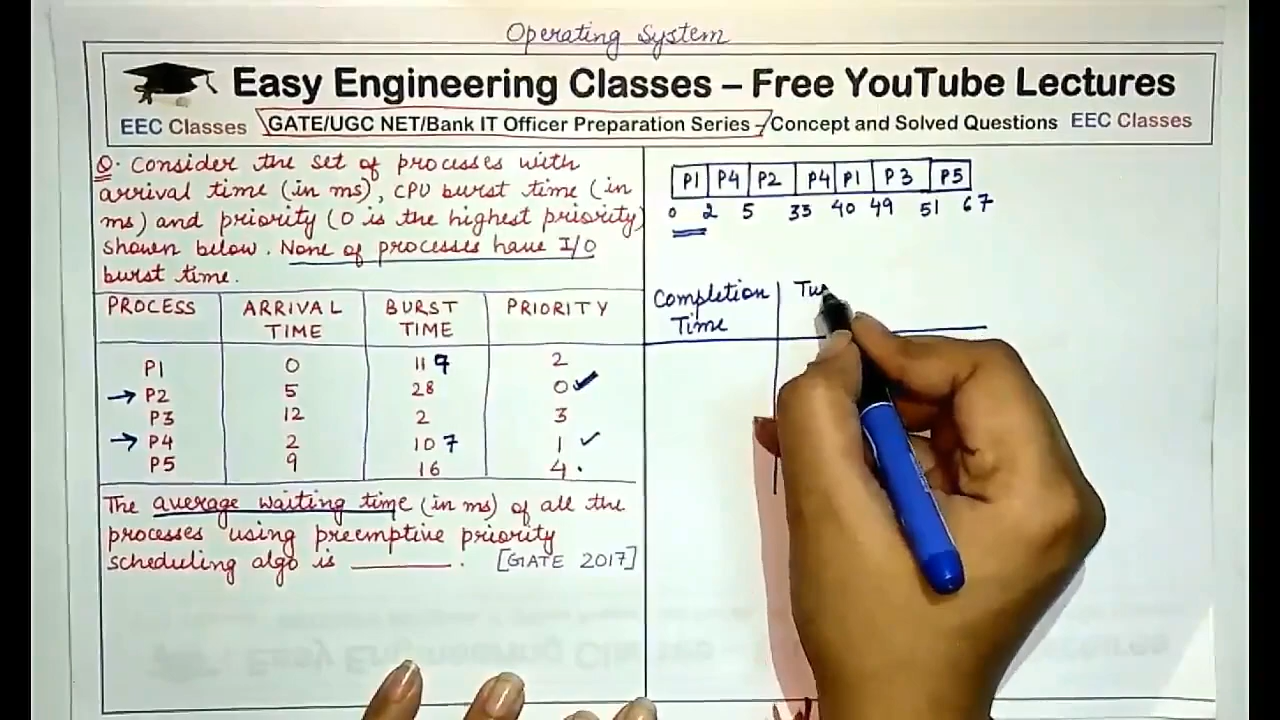 Operating System
Easy Engineering Classes – Free YouTube Lectures
EEC Classes GATE/UGC NET/Bank IT Officer Preparation Series – Concept and Solved Questions EEC Classes
Q. Consider the set of processes with
arrival time (in ms), CPU burst time (in
ms) and priority (0 is the highest priority)
shown below. None of processes have I/O
burst time.
PROCESS ARRIVAL TIME BURST TIME PRIORITY
P1 0 11 9 2
→ P2 5 28 0 ✓
P3 12 2 3
→ P4 2 10 7 1 ✓
P5 9 16 4
The average waiting time (in ms) of all the
processes using preemptive priority
scheduling algo is ______. [GATE 2017]
P1 P4 P2 P4 P1 P3 P5
0 2 5 33 40 49 51 67
Completion
Time